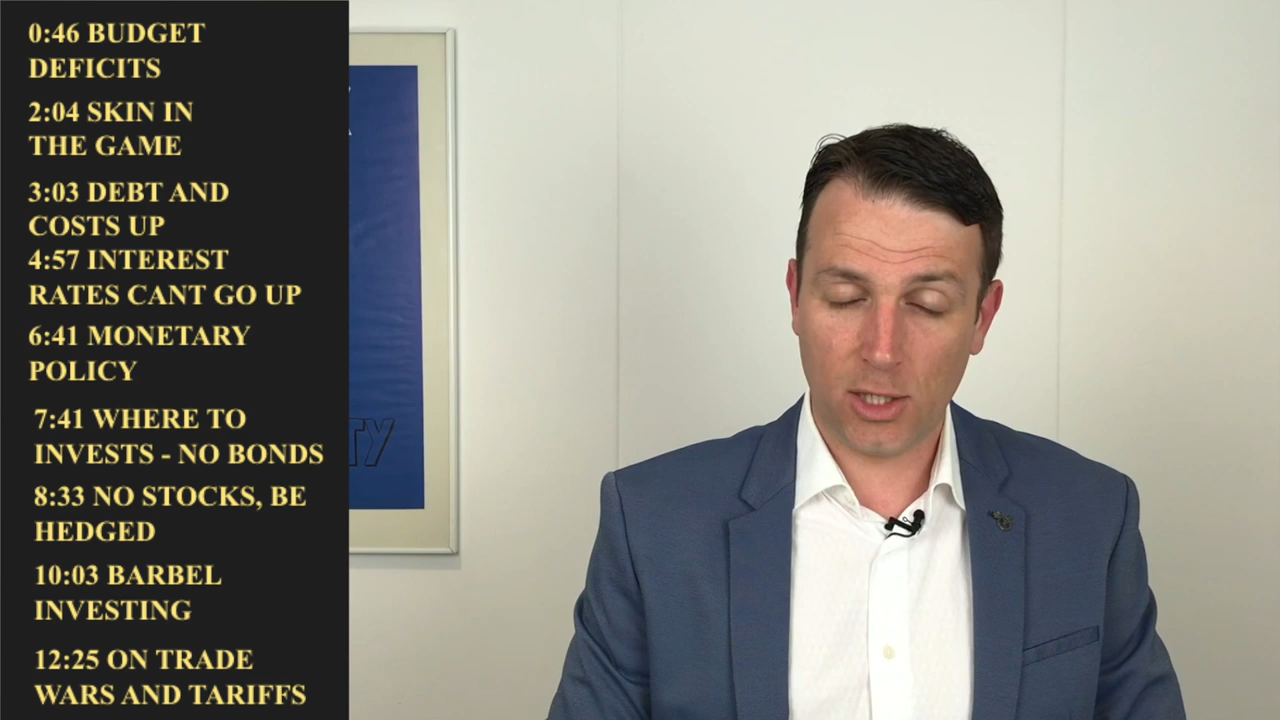 0:46 BUDGET
DEFICITS
2:04 SKIN IN
THE GAME
3:03 DEBT AND
COSTS UP
4:57 INTEREST
RATES CANT GO UP
6:41 MONETARY
POLICY
7:41 WHERE TO
INVESTS - NO BONDS
8:33 NO STOCKS, BE
HEDGED
10:03 BARBEL
INVESTING
12:25 ON TRADE
WARS AND TARIFFS
TY